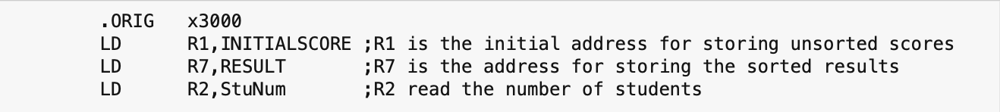 .ORIG x3000
LD R1,INITIALSCORE ;R1 is the initial address for storing unsorted scores
LD R7,RESULT ;R7 is the address for storing the sorted results
LD R2,StuNum ;R2 read the number of students